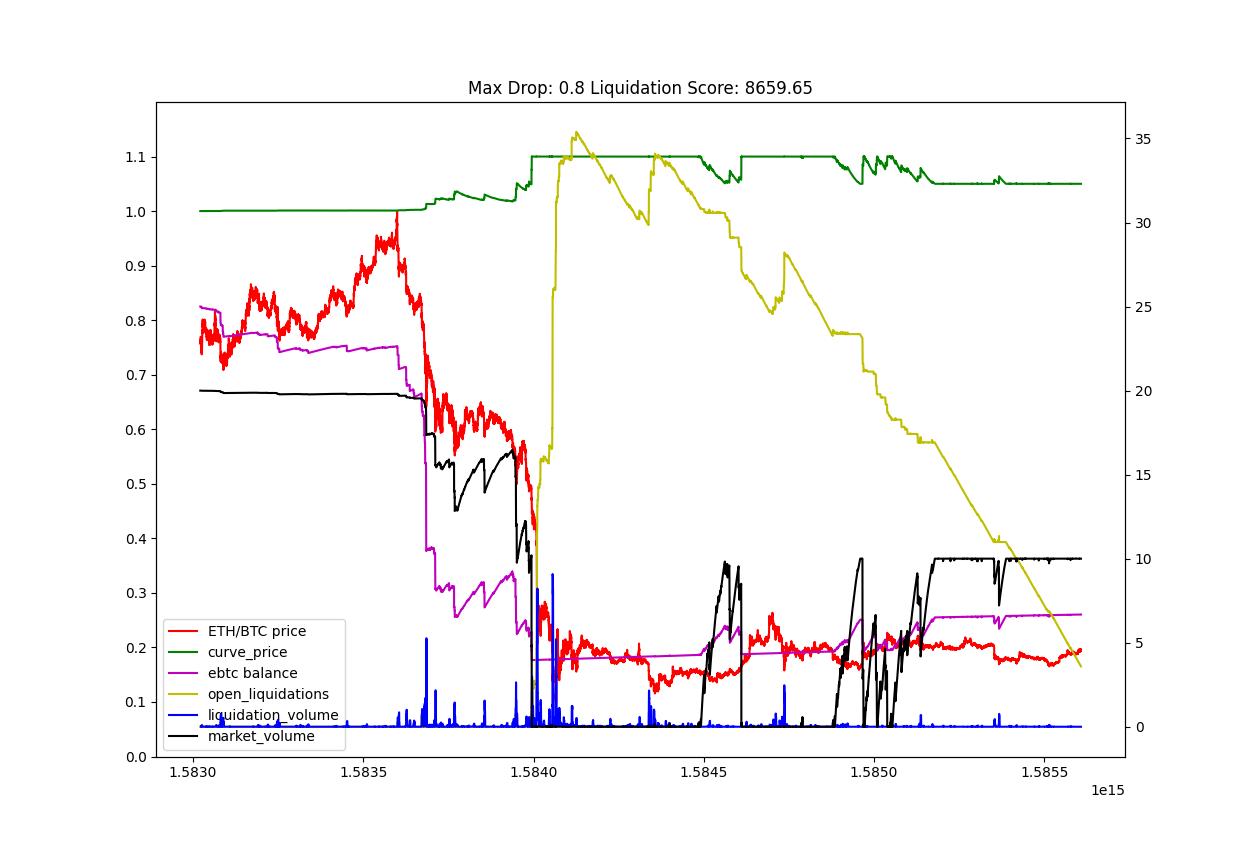 Max Drop: 0.8 Liquidation Score: 8659.65
1.1
1.0
0.9
0.8
0.7
0.6
0.5
0.4
0.3
0.2
0.1
0.0
35
30
25
20
15
10
5
0
ETH/BTC price
curve_price
ebtc balance
open_liquidations
liquidation_volume
market_volume
1.5830 1.5835 1.5840 1.5845 1.5850 1.5855
1e15